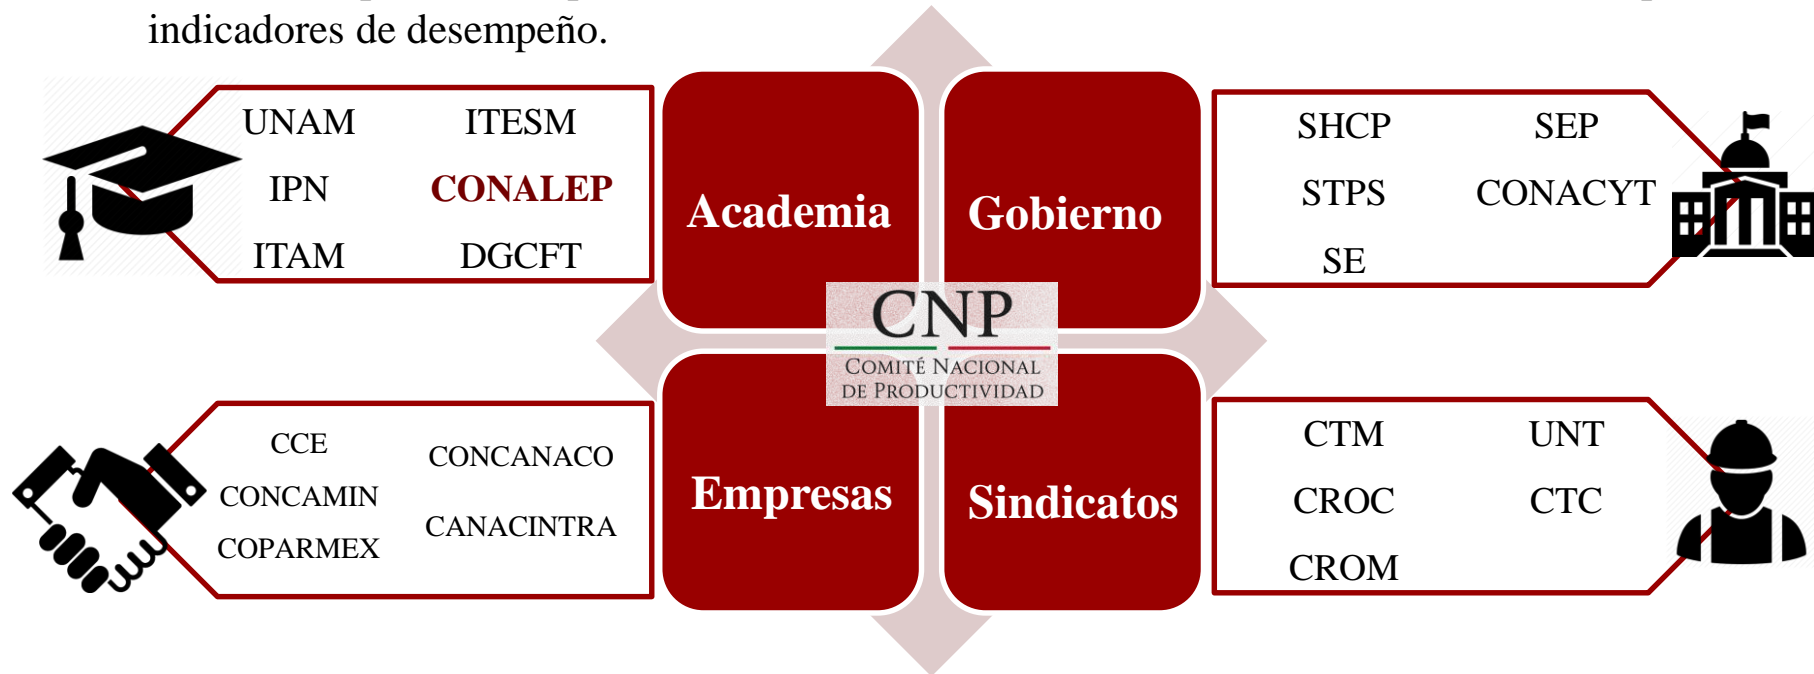 indicadores de desempeño.
UNAM ITESM
IPN CONALEP
ITAM DGCFT
Academia
Gobierno
SHCP SEP
STPS CONACYT
SE
CNP
COMITÉ NACIONAL
DE PRODUCTIVIDAD
CCE CONCANACO
CONCAMIN
CANACINTRA
COPARMEX
Empresas
Sindicatos
CTM UNT
CROC CTC
CROM